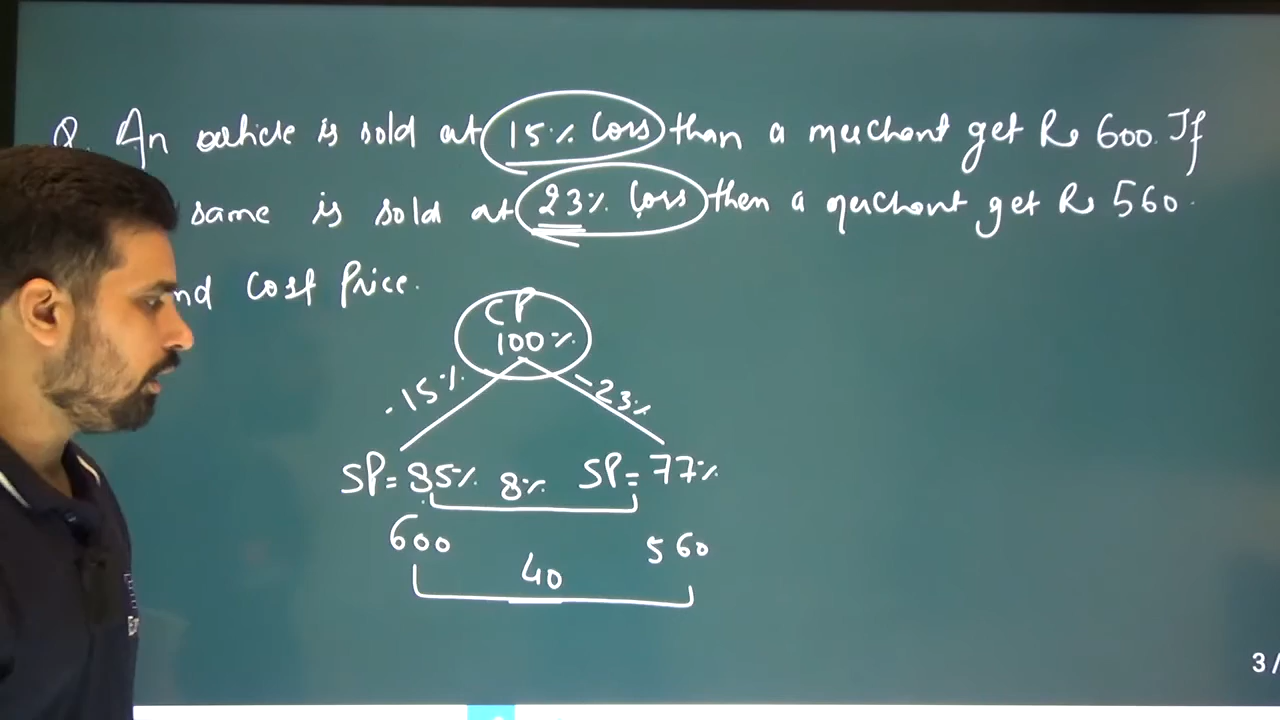 Q. An article is sold at 15% loss than a merchant get Rs 600. If
same is sold at 23% loss then a merchant get Rs 560.
nd Cost Price.
CP
100%
-15% -23%
SP= 85% 8% SP= 77%
600 560
40
3/